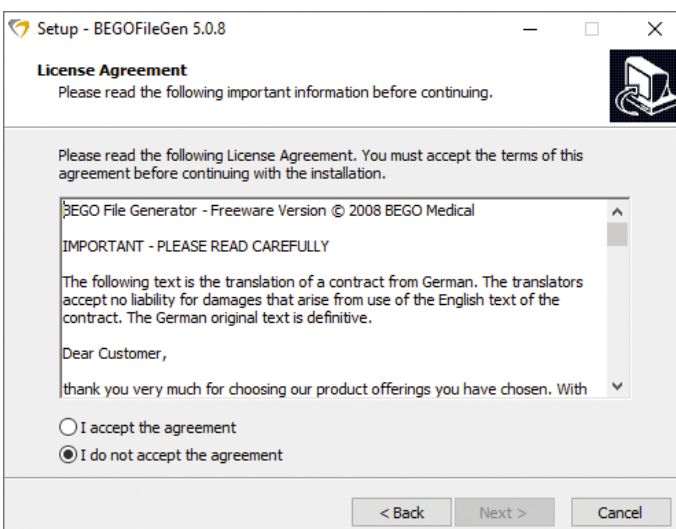 Setup - BEGOFileGen 5.0.8
License Agreement
Please read the following important information before continuing.
Please read the following License Agreement. You must accept the terms of this
agreement before continuing with the installation.
BEGO File Generator - Freeware Version © 2008 BEGO Medical
IMPORTANT - PLEASE READ CAREFULLY
The following text is the translation of a contract from German. The translators
accept no liability for damages that arise from use of the English text of the
contract. The German original text is definitive.
Dear Customer,
thank you very much for choosing our product offerings you have chosen. With
I accept the agreement
I do not accept the agreement
< Back
Next >
Cancel